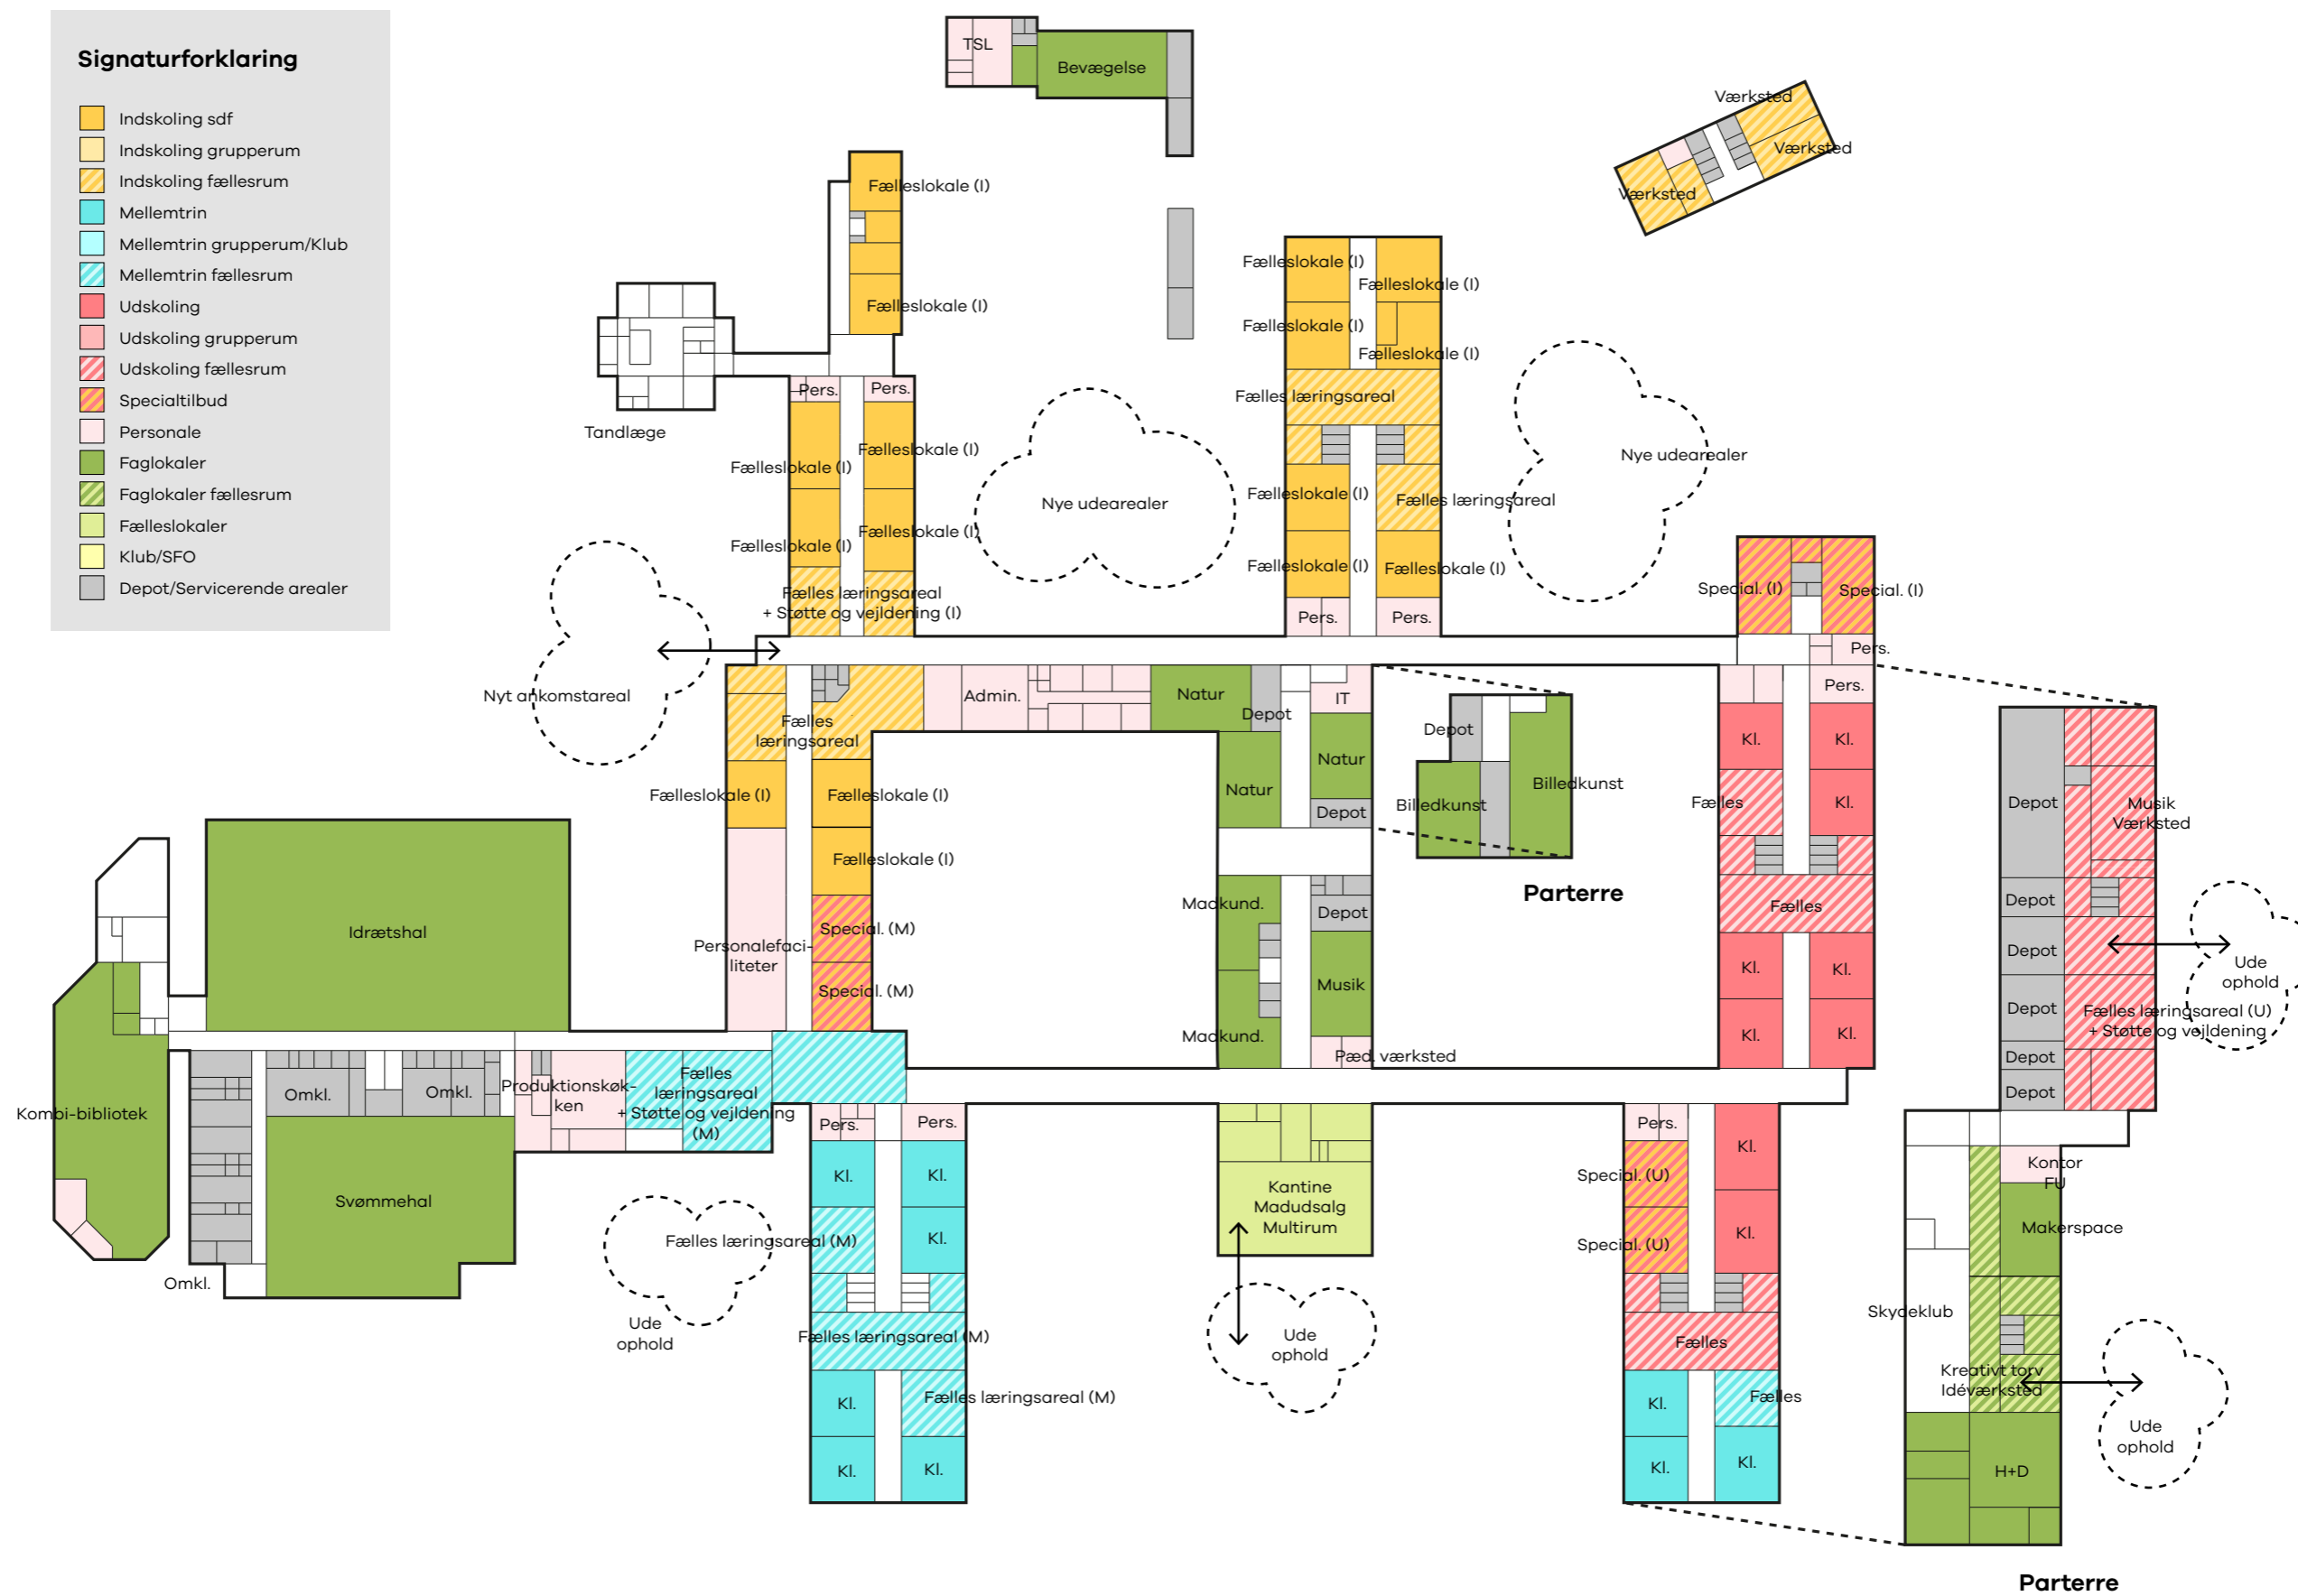 Signaturforklaring
Indskoling sdf
Indskoling grupperum
Indskoling fællesrum
Mellemtrin
Mellemtrin grupperum/Klub
Mellemtrin fællesrum
Udskoling
Udskoling grupperum
Udskoling fællesrum
Specialtilbud
Personale
Faglokaler
Faglokaler fællesrum
Fælleslokaler
Klub/SFO
Depot/Servicerende arealer
TSL
Bevægelse
Værksted
Værksted
Værksted
Fælleslokale (I)
Fælleslokale (I)
Tandlæge
Pers.
Pers.
Fælleslokale (I)
Fælleslokale (I)
Fælleslokale (I)
Fælleslokale (I)
Fælles læringsareal
+ Støtte og vejldening (I)
Nye udearealer
Fælleslokale (I)
Fælleslokale (I)
Fælleslokale (I)
Fælleslokale (I)
Fælles læringsareal
Fælleslokale (I)
Fælles læringsareal
Fælleslokale (I)
Fælleslokale (I)
Pers.
Pers.
Nye udearealer
Special. (I)
Special. (I)
Pers.
Pers.
Nyt ankomstareal
Fælles
læringsareal
Admin.
Natur
Depot
IT
Natur
Natur
Depot
Fælleslokale (I)
Fælleslokale (I)
Fælleslokale (I)
Special. (M)
Special. (M)
Personalefaci-
liteter
Depot
Billedkunst
Billedkunst
Parterre
Madkund.
Depot
Musik
Madkund.
Pæd. værksted
Kl.
Kl.
Fælles
Kl.
Fælles
Kl.
Kl.
Kl.
Kl.
Depot
Musik
Værksted
Depot
Depot
Depot
Depot
Depot
Fælles læringsareal (U)
+ Støtte og vejldening
Ude
ophold
Idrætshal
Kombi-bibliotek
Omkl.
Omkl.
Omkl.
Svømmehal
Produktionskøk-
ken
Fælles
læringsareal
+ Støtte og vejldening
(M)
Pers.
Pers.
Kl.
Kl.
Fælles læringsareal (M)
Kl.
Fælles læringsareal (M)
Kl.
Fælles læringsareal (M)
Kl.
Kl.
Ude
ophold
Kantine
Madudsalg
Multirum
Ude
ophold
Pers.
Kl.
Special. (U)
Kl.
Special. (U)
Fælles
Kl.
Fælles
Kl.
Kl.
Kontor
FU
Makerspace
Skydeklub
Kreativt torv
Idéværksted
H+D
Ude
ophold
Parterre